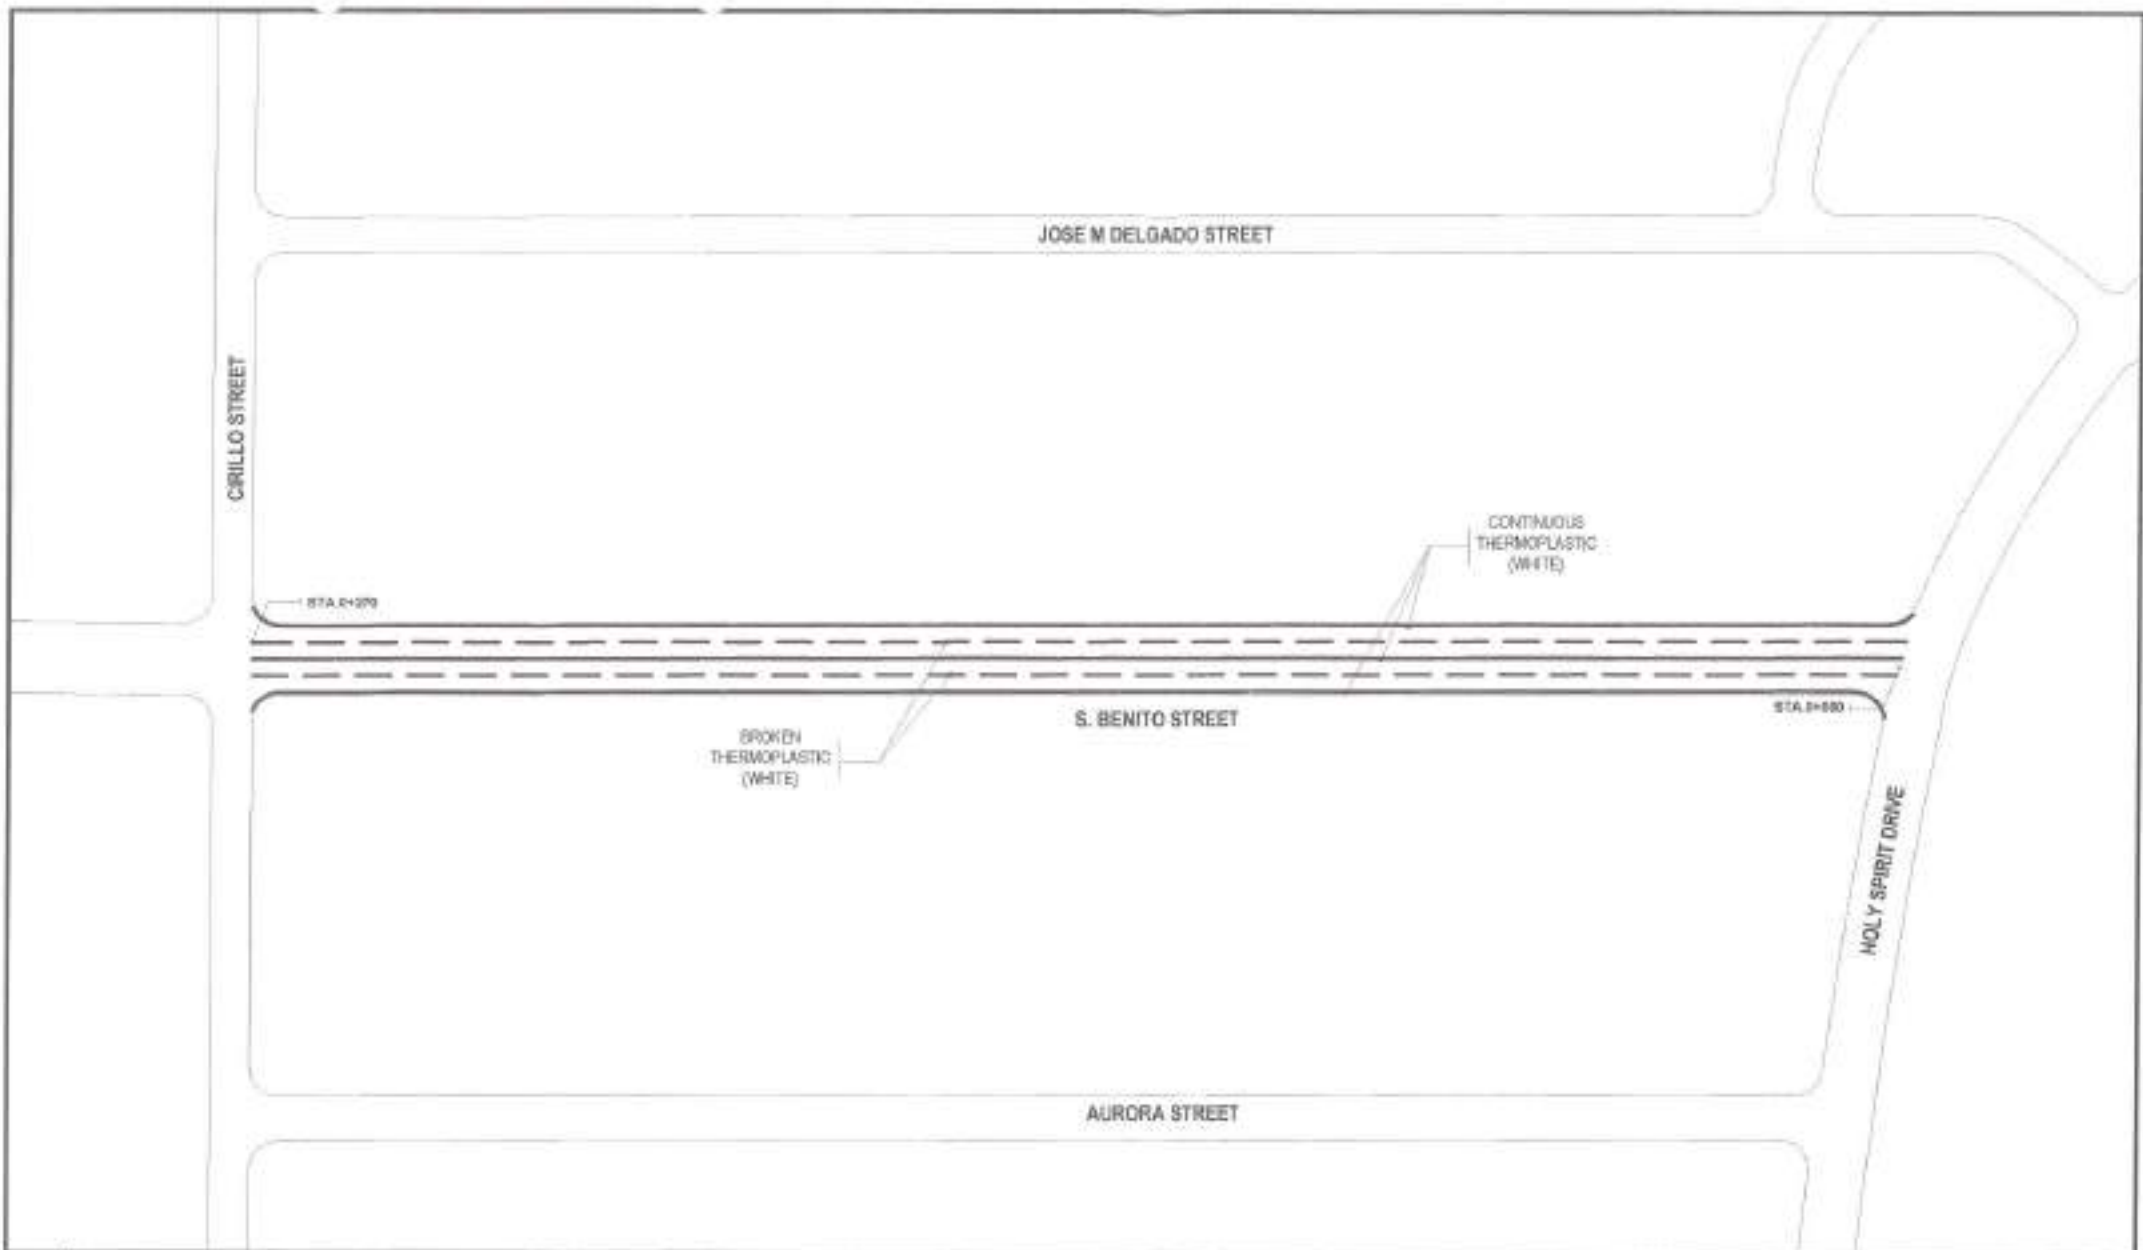 JOSE M DELGADO STREET
CIRILLO STREET
CONTINUOUS
THERMOPLASTIC
(WHITE)
S. BENITO STREET
BROKEN
THERMOPLASTIC
(WHITE)
HOLY SPIRIT DRIVE
AURORA STREET